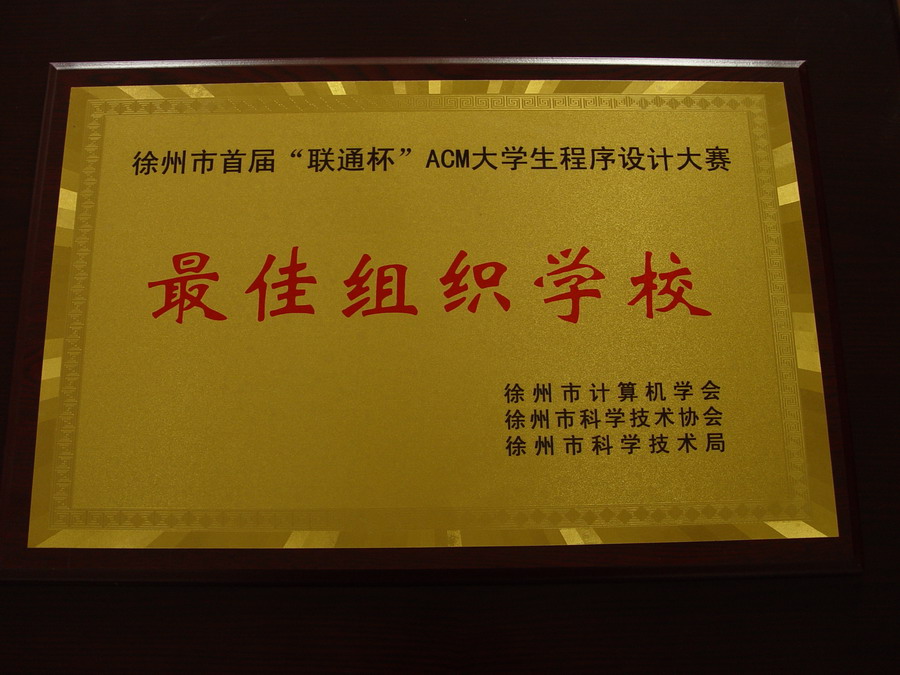 徐州市首届“联通杯”ACM大学生程序设计大赛
最佳组织学校
徐州市计算机学会
徐州市科学技术协会
徐州市科学技术局